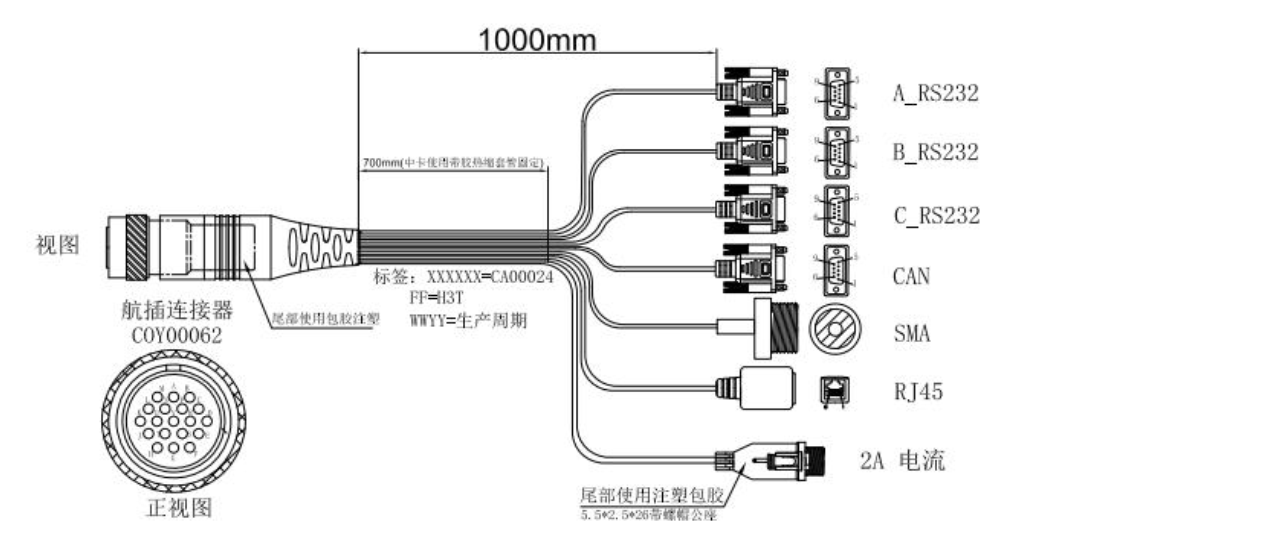 1000mm
A_RS232
B_RS232
700mm(中卡使用带胶热缩套管固定)
C_RS232
视图
标签: XXXXXX=CA00024
CAN
FF=H3T
航插连接器
尾部使用包胶注塑
WWYY=生产周期
COY00062
SMA
RJ45
2A 电流
尾部使用注塑包胶
5.5*2.5*26带螺帽公座
正视图